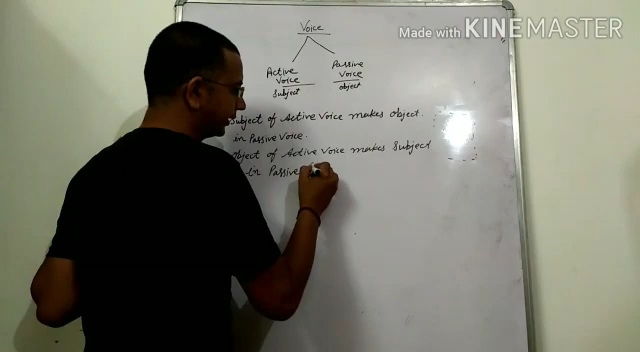 Made with KINEMASTER
Voice
Active Passive
Voice Voice
Subject object
Subject of Active Voice makes object
in Passive Voice.
object of Active Voice makes Subject
in Passive